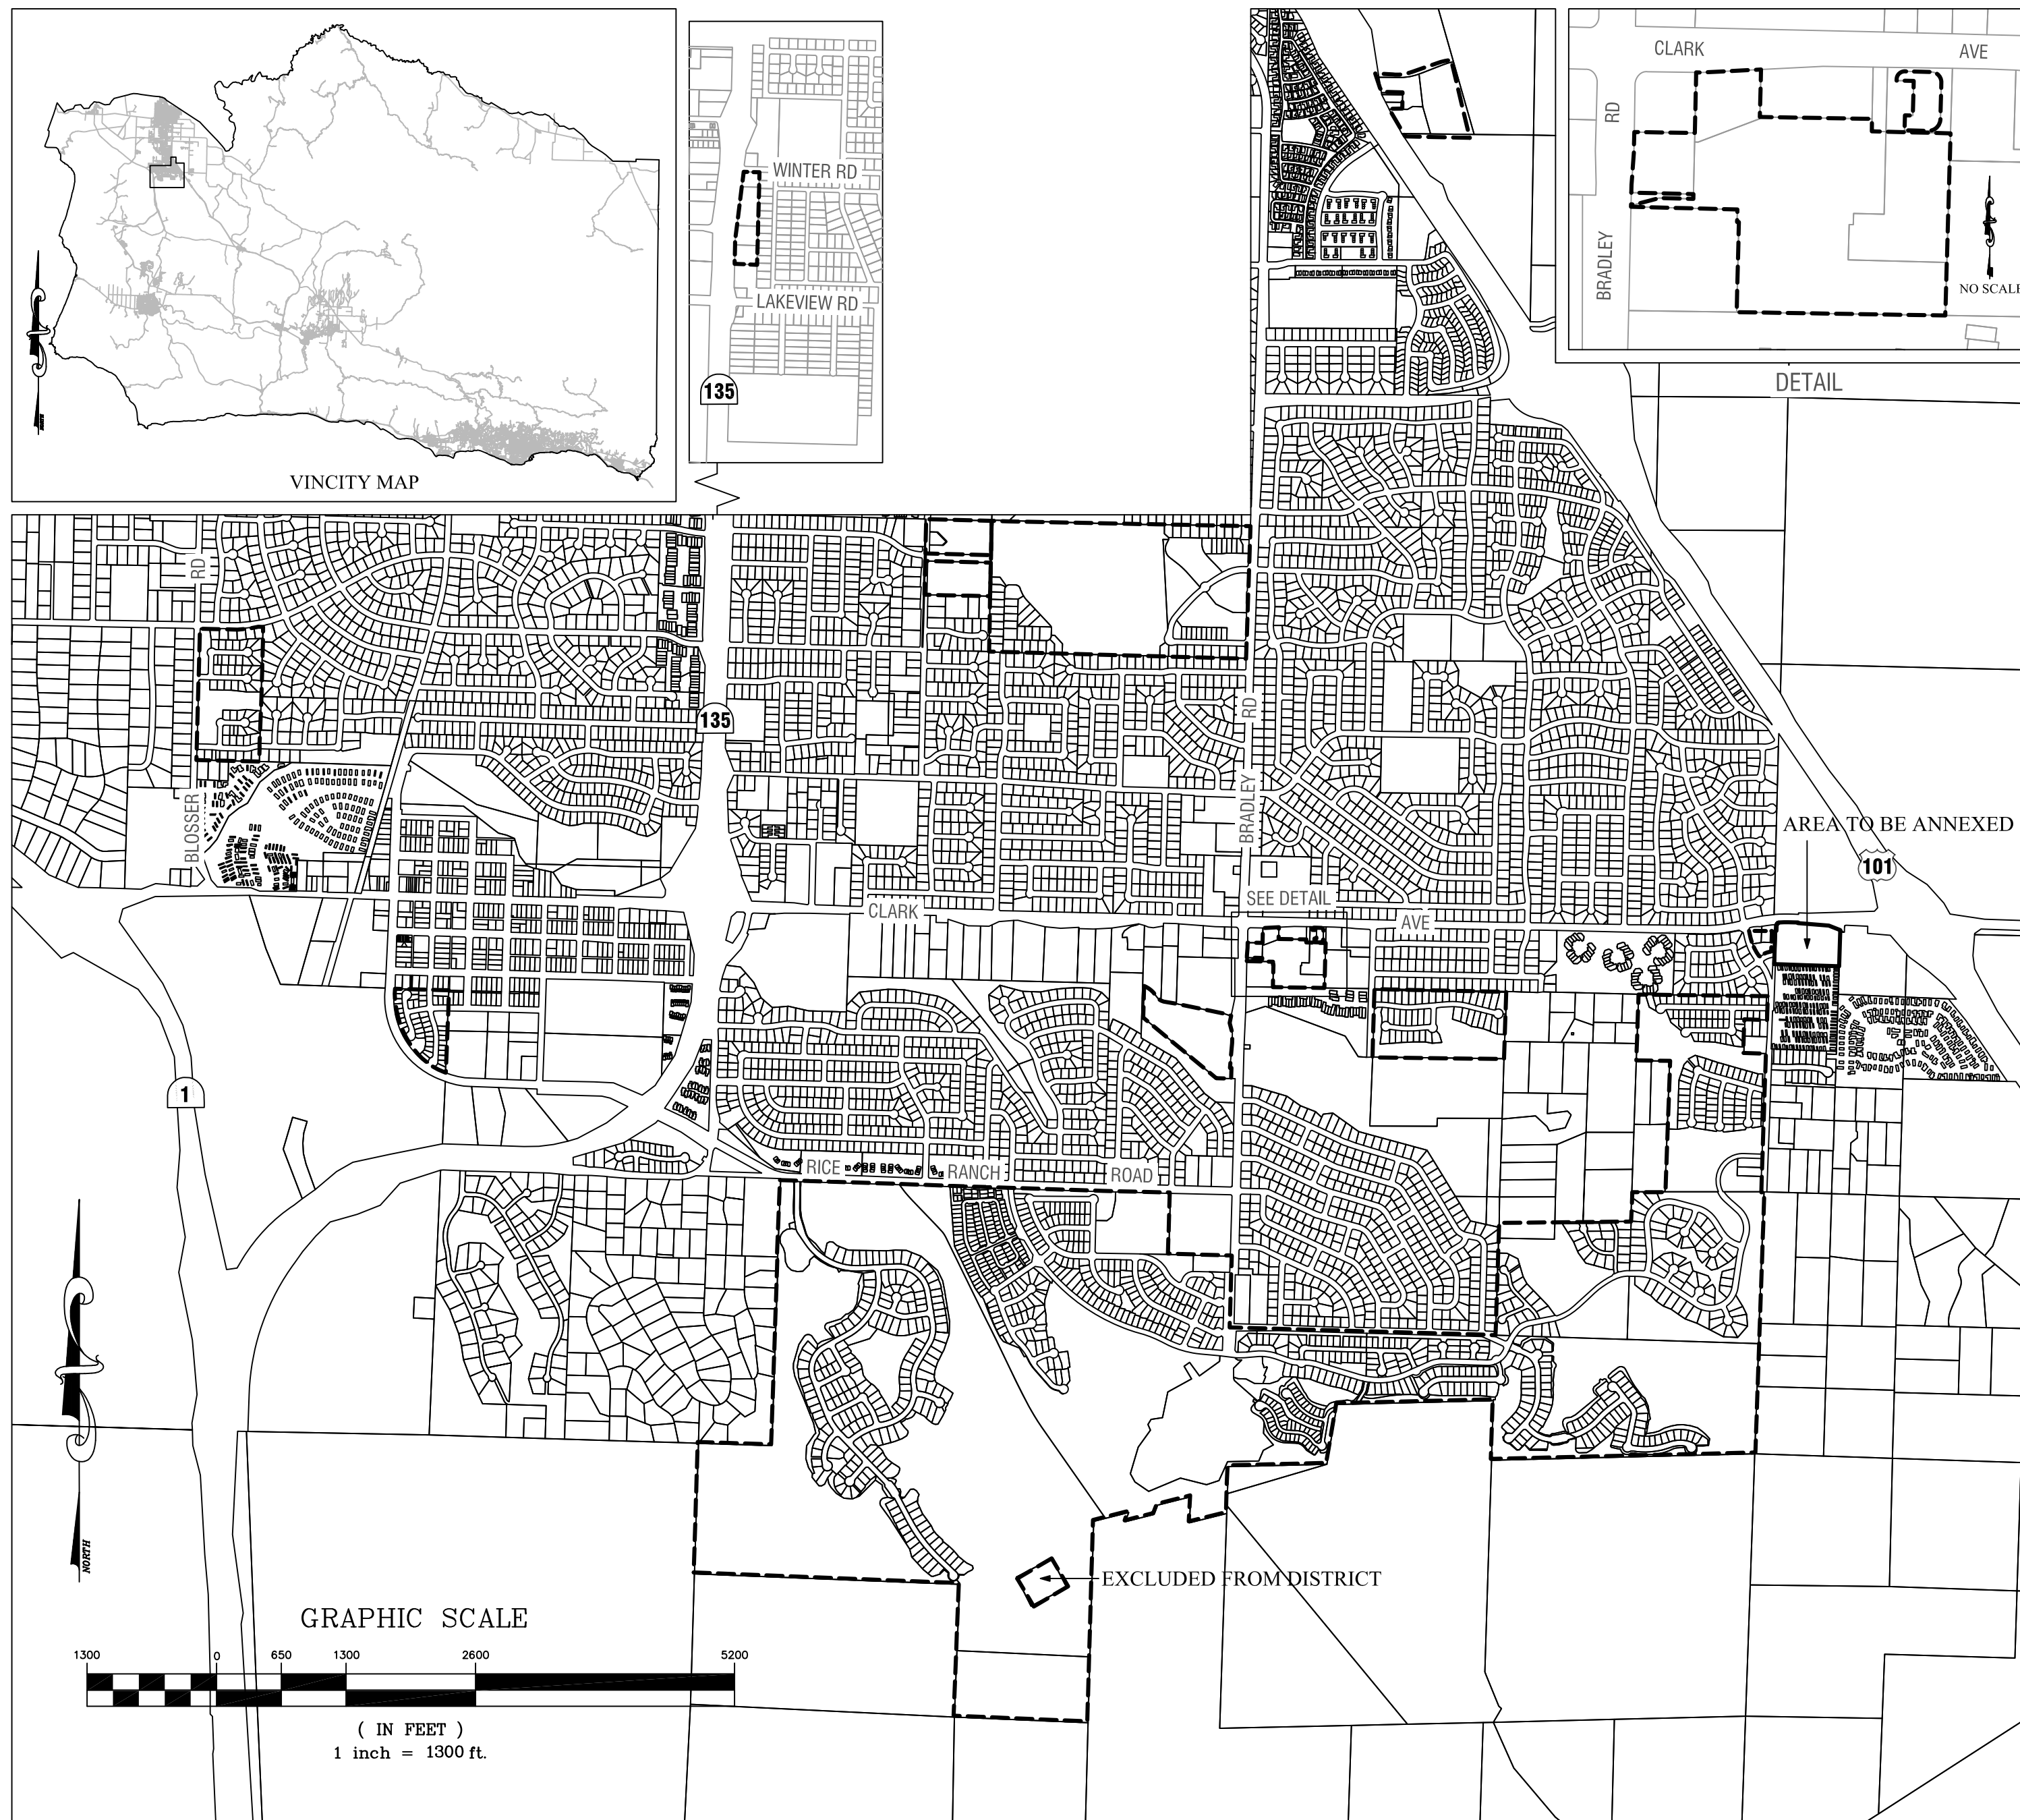 VINCITY MAP
WINTER RD
LAKEVIEW RD
135
CLARK
AVE
RD
BRADLEY
NO SCALE
DETAIL
RD
135
RD
BRADLEY
BLOSSER
AREA TO BE ANNEXED
101
SEE DETAIL
CLARK
AVE
1
RICE
RANCH
ROAD
NORTH
EXCLUDED FROM DISTRICT
GRAPHIC SCALE
1300 0 650 1300 2600 5200
( IN FEET )
1 inch = 1300 ft.